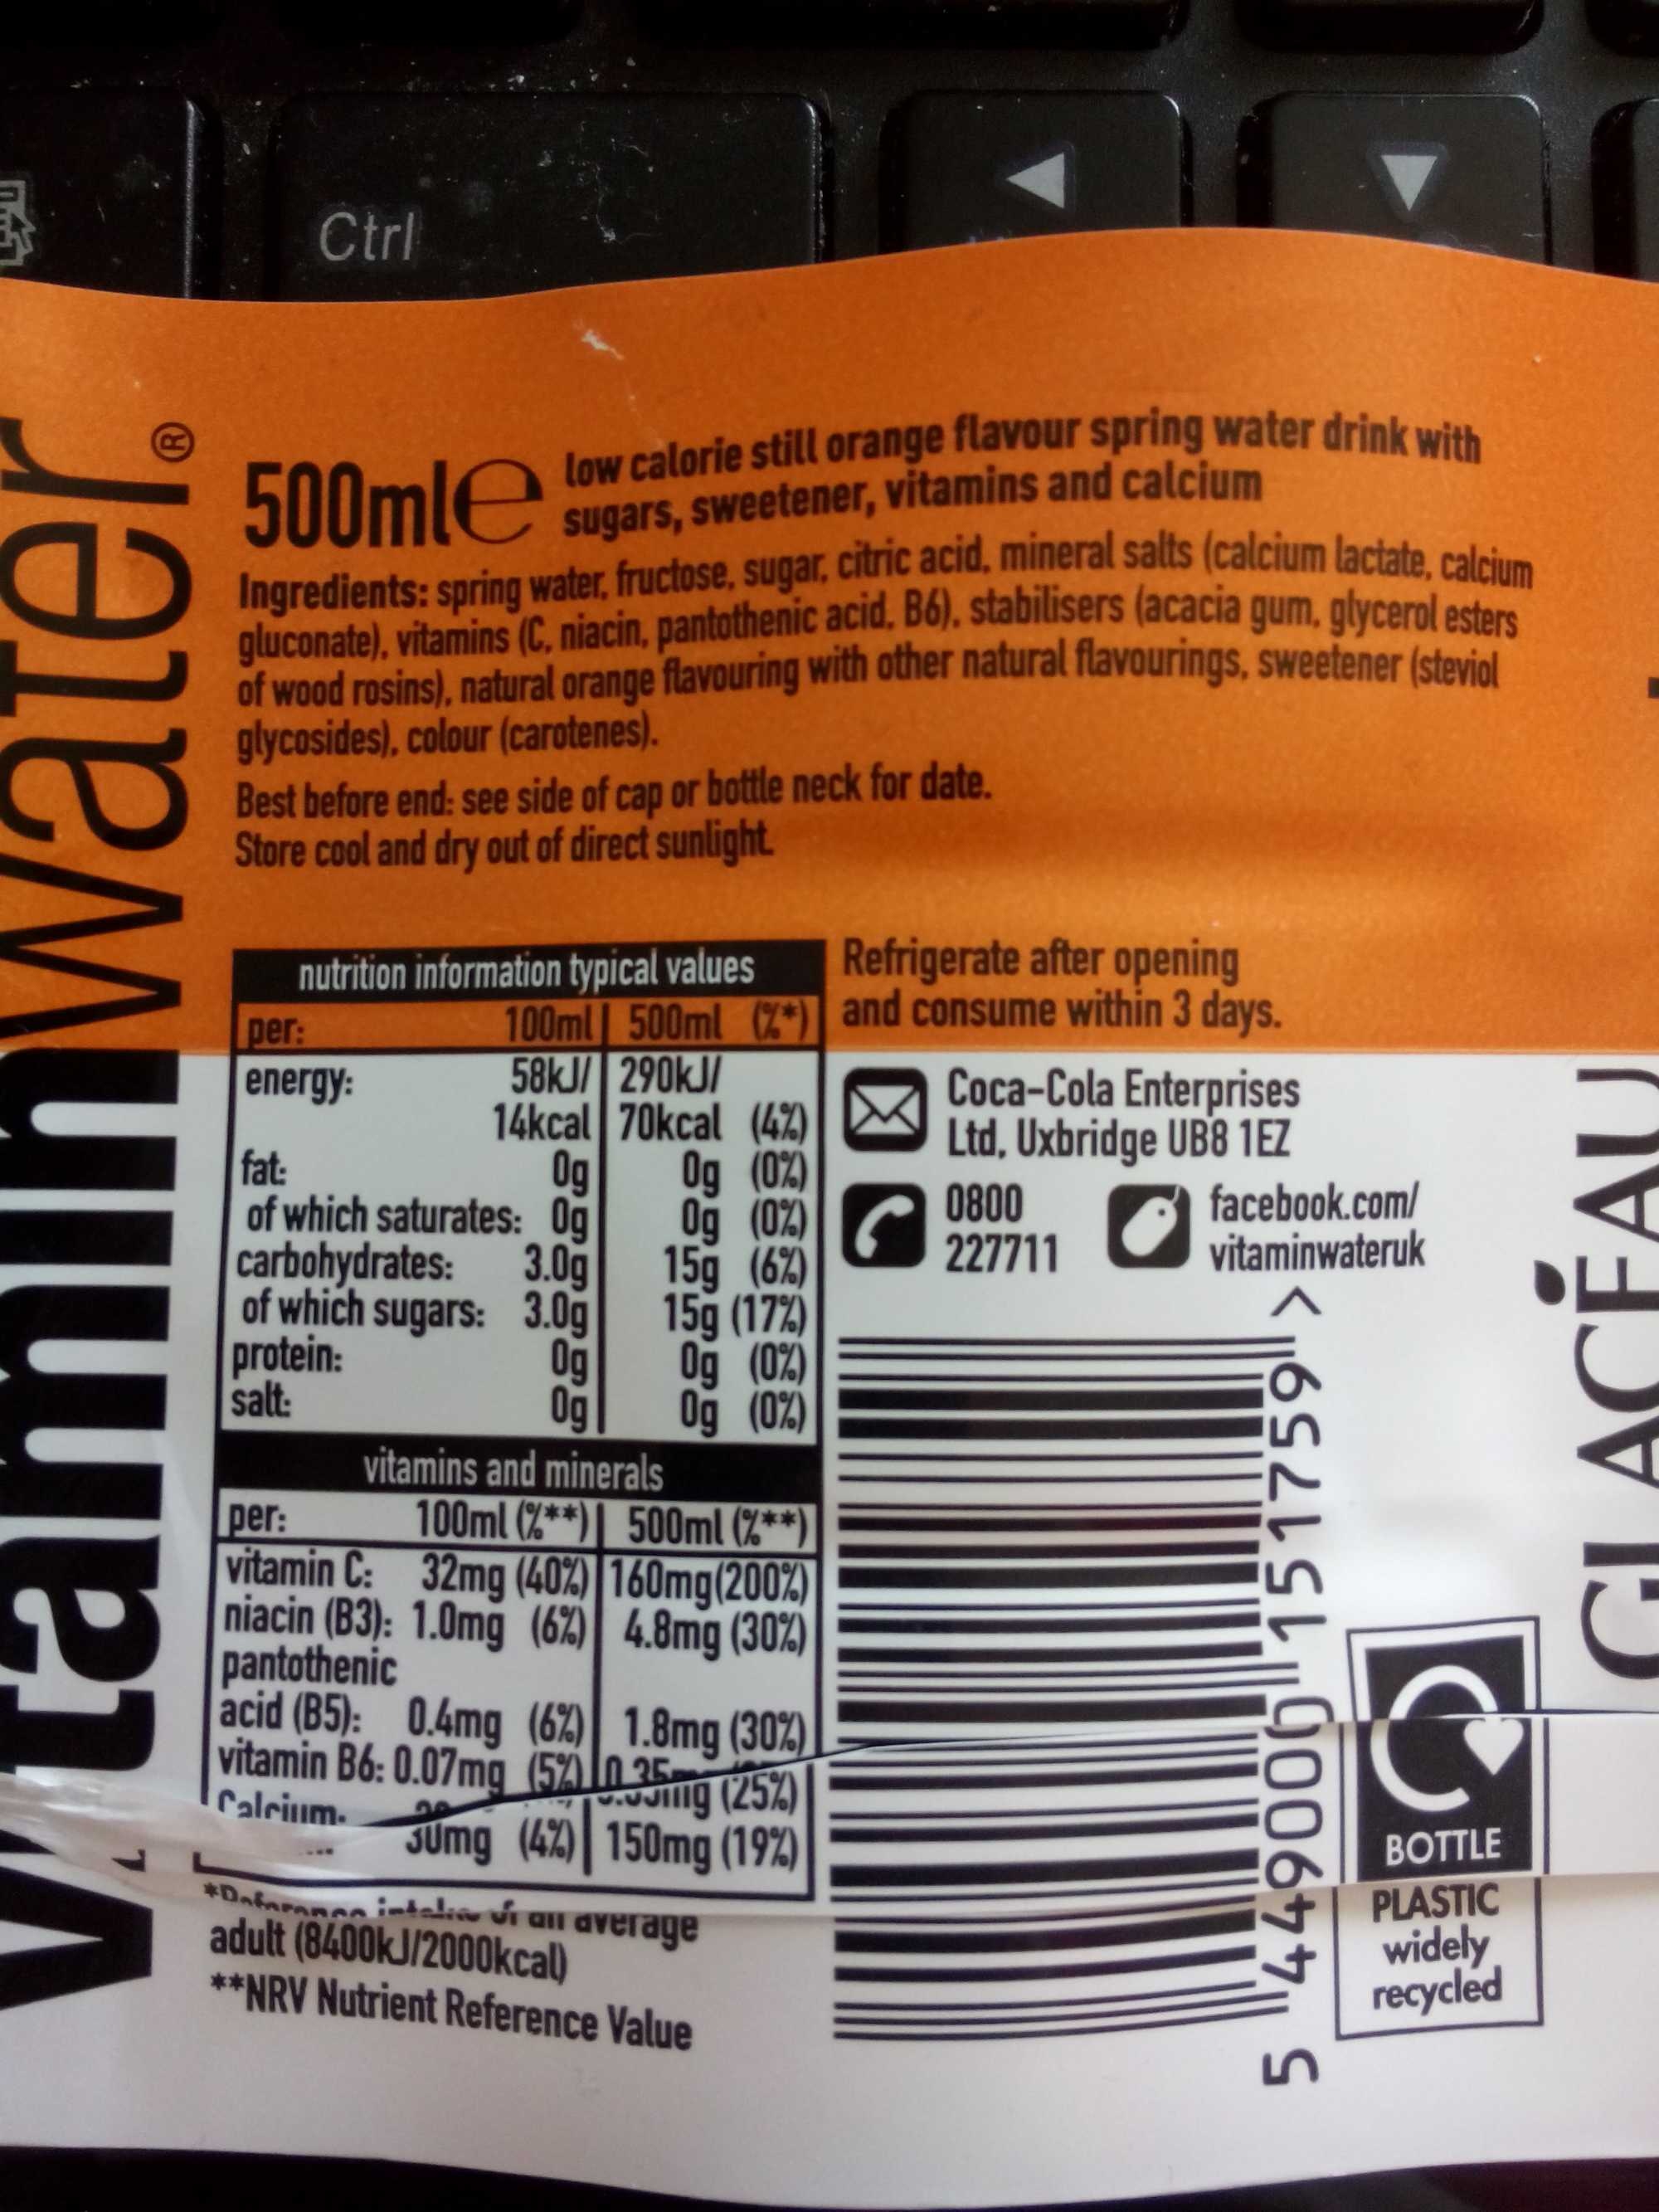 Ctrl
vitaminwater®
500ml℮
low calorie still orange flavour spring water drink with
sugars, sweetener, vitamins and calcium
Ingredients: spring water, fructose, sugar, citric acid, mineral salts (calcium lactate, calcium
gluconate), vitamins (C, niacin, pantothenic acid, B6), stabilisers (acacia gum, glycerol esters
of wood rosins), natural orange flavouring with other natural flavourings, sweetener (steviol
glycosides), colour (carotenes).
Best before end: see side of cap or bottle neck for date.
Store cool and dry out of direct sunlight.
nutrition information typical values
per: 100ml 500ml (%*)
energy: 58kJ/ 290kJ/
14kcal 70kcal (4%)
fat: 0g 0g (0%)
of which saturates: 0g 0g (0%)
carbohydrates: 3.0g 15g (6%)
of which sugars: 3.0g 15g (17%)
protein: 0g 0g (0%)
salt: 0g 0g (0%)
vitamins and minerals
per: 100ml (%**) 500ml (%**)
vitamin C: 32mg (40%) 160mg(200%)
niacin (B3): 1.0mg (6%) 4.8mg (30%)
pantothenic
acid (B5): 0.4mg (6%) 1.8mg (30%)
vitamin B6: 0.07mg (5%) 0.35mg (25%)
Calcium: 30mg (4%) 150mg (19%)
*Reference intake of an average
adult (8400kJ/2000kcal)
**NRV Nutrient Reference Value
Refrigerate after opening
and consume within 3 days.
Coca-Cola Enterprises
Ltd, Uxbridge UB8 1EZ
0800
227711
facebook.com/
vitaminwateruk
5 449000 151759 >
BOTTLE
PLASTIC
widely
recycled
GLACÉAU